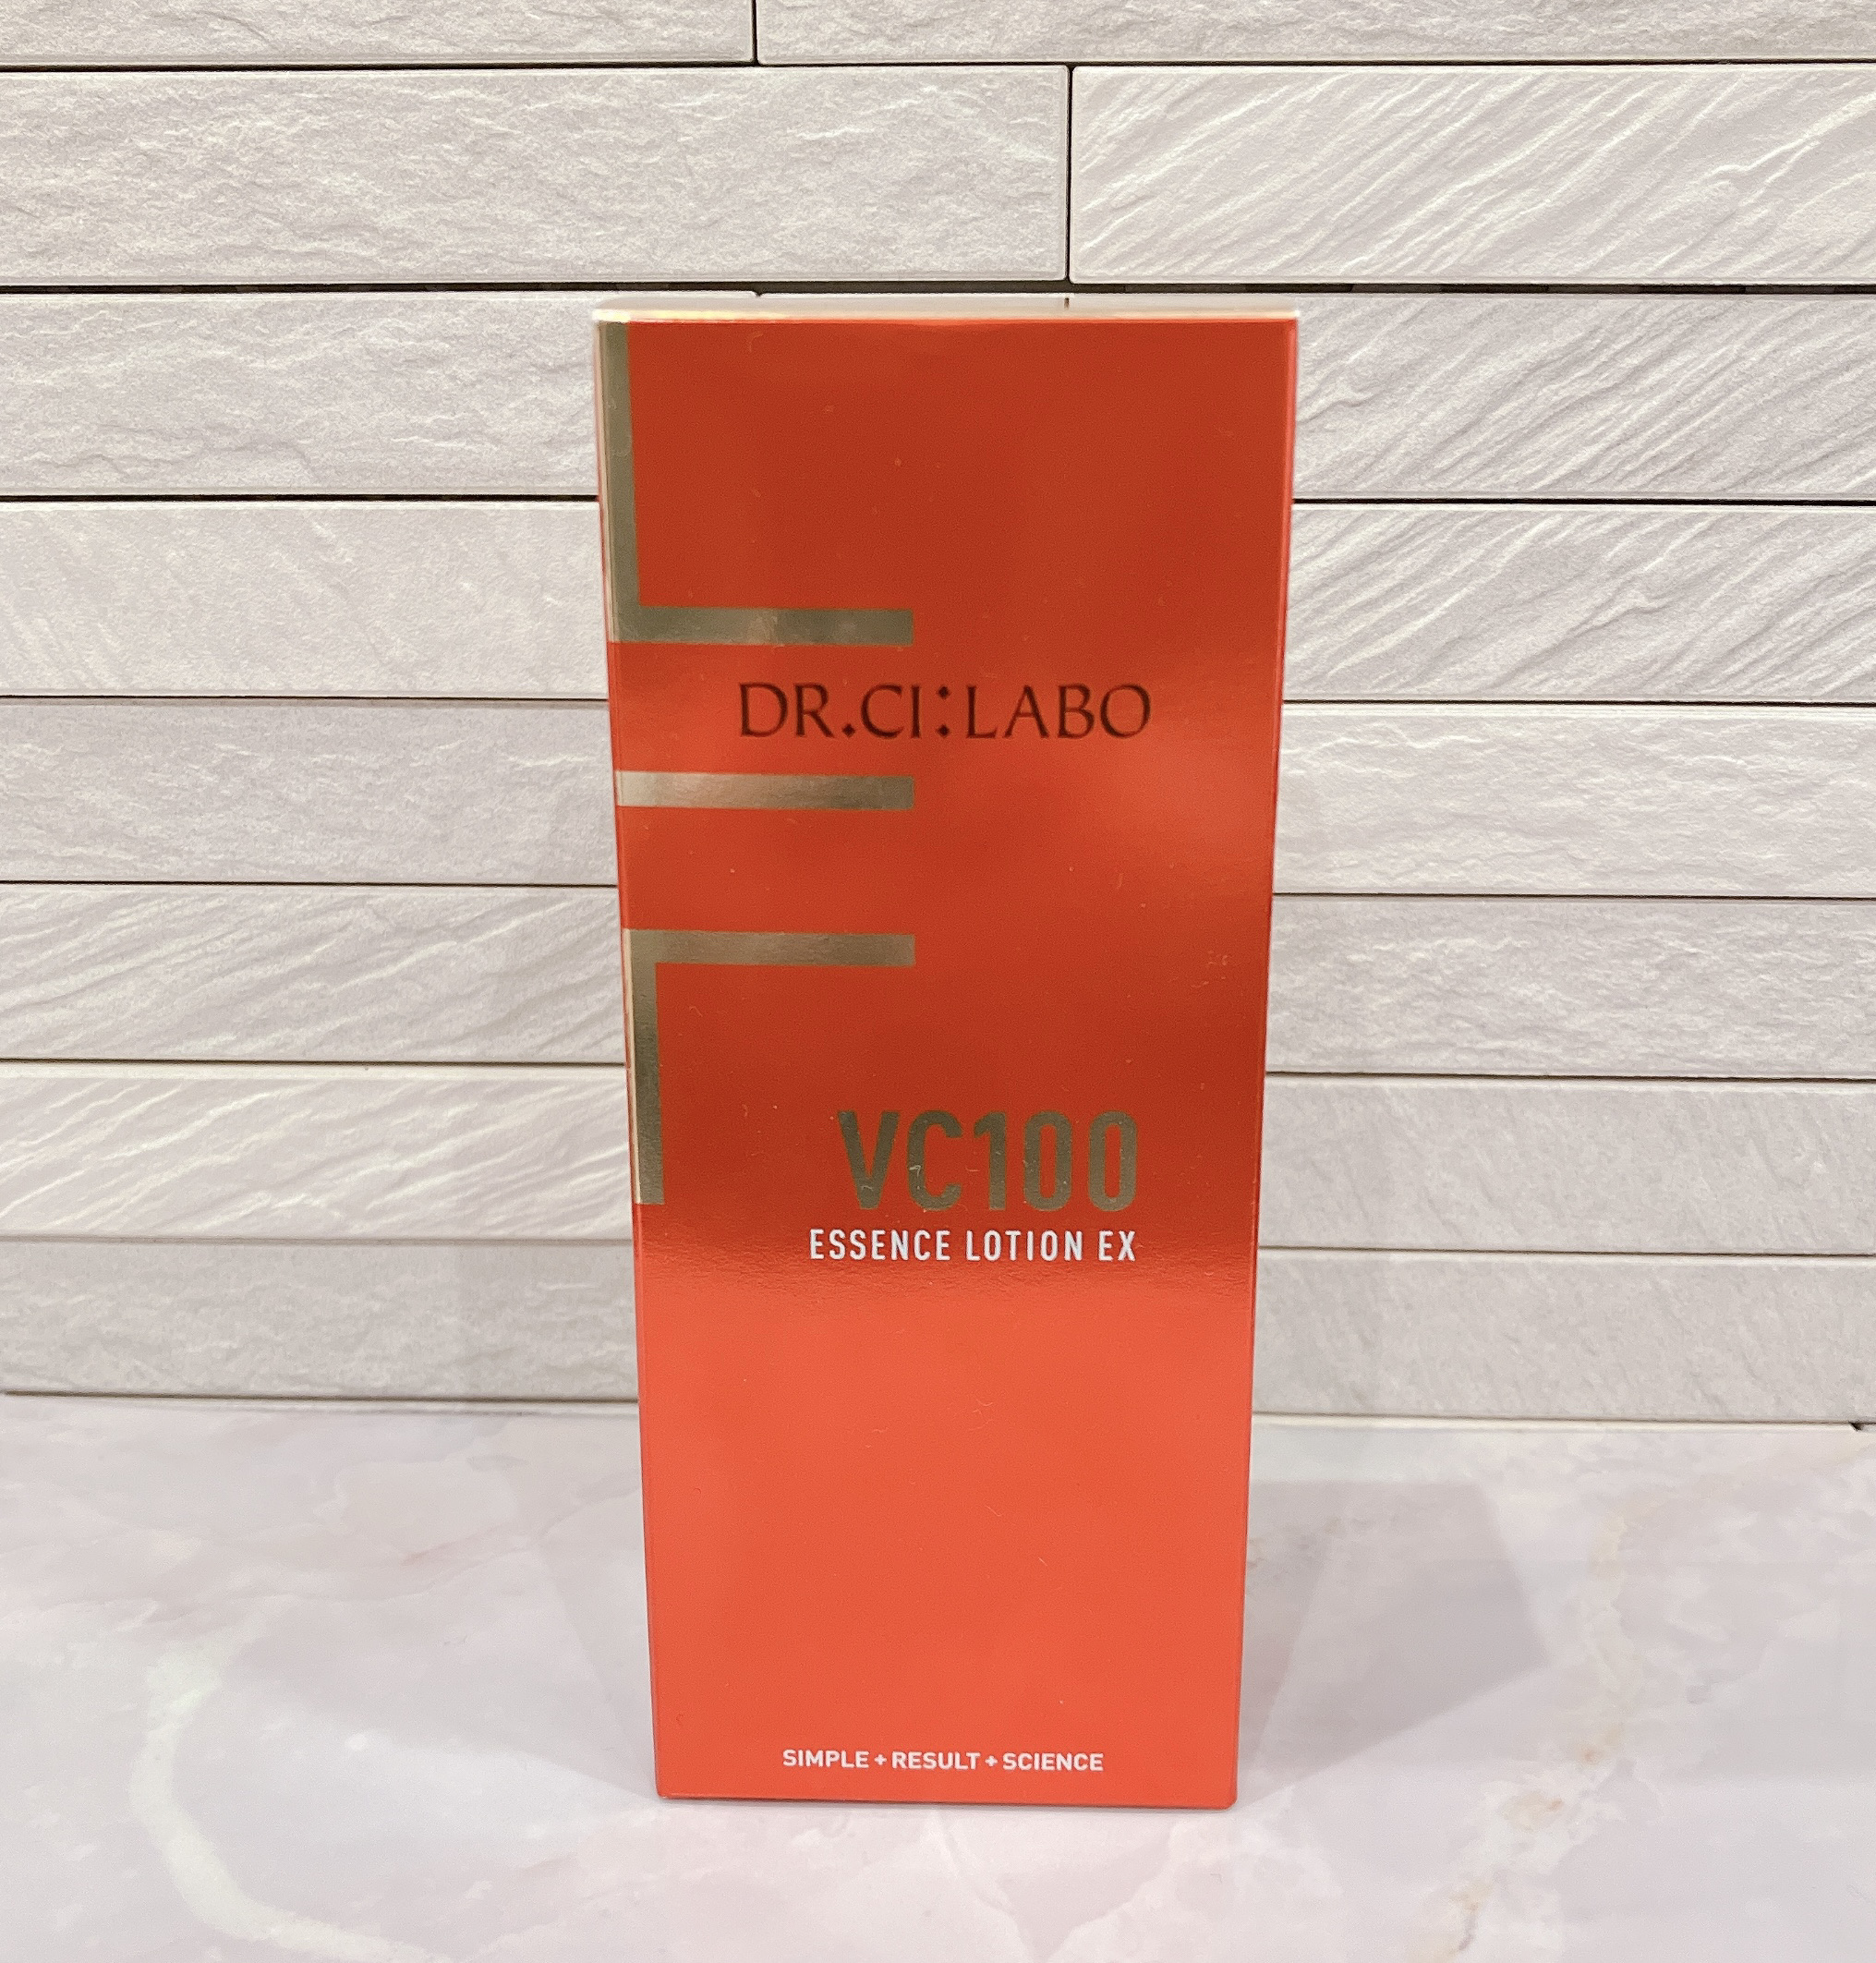 DR.CI:LABO
VC100
ESSENCE LOTION EX
SIMPLE + RESULT + SCIENCE